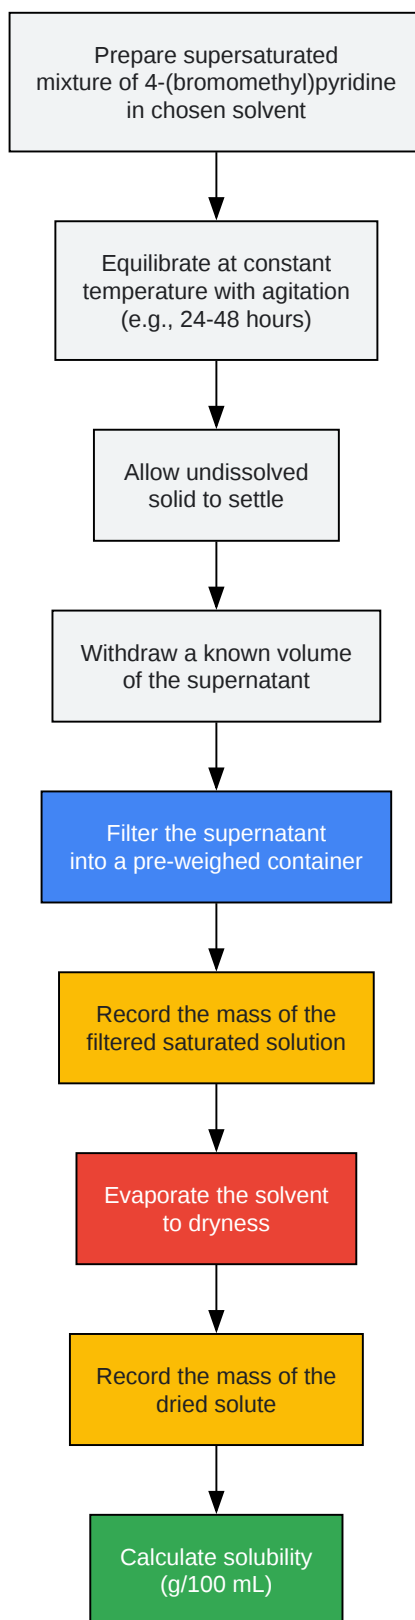 Prepare supersaturated
mixture of 4-(bromomethyl)pyridine
in chosen solvent
Equilibrate at constant
temperature with agitation
(e.g., 24-48 hours)
Allow undissolved
solid to settle
Withdraw a known volume
of the supernatant
Filter the supernatant
into a pre-weighed container
Record the mass of the
filtered saturated solution
Evaporate the solvent
to dryness
Record the mass of the
dried solute
Calculate solubility
(g/100 mL)